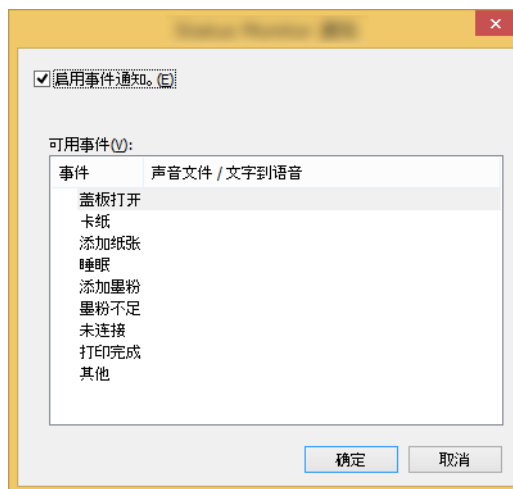 启用事件通知。(E)
可用事件(V):
事件 声音文件 / 文字到语音
盖板打开
卡纸
添加纸张
睡眠
添加墨粉
墨粉不足
未连接
打印完成
其他
确定 取消